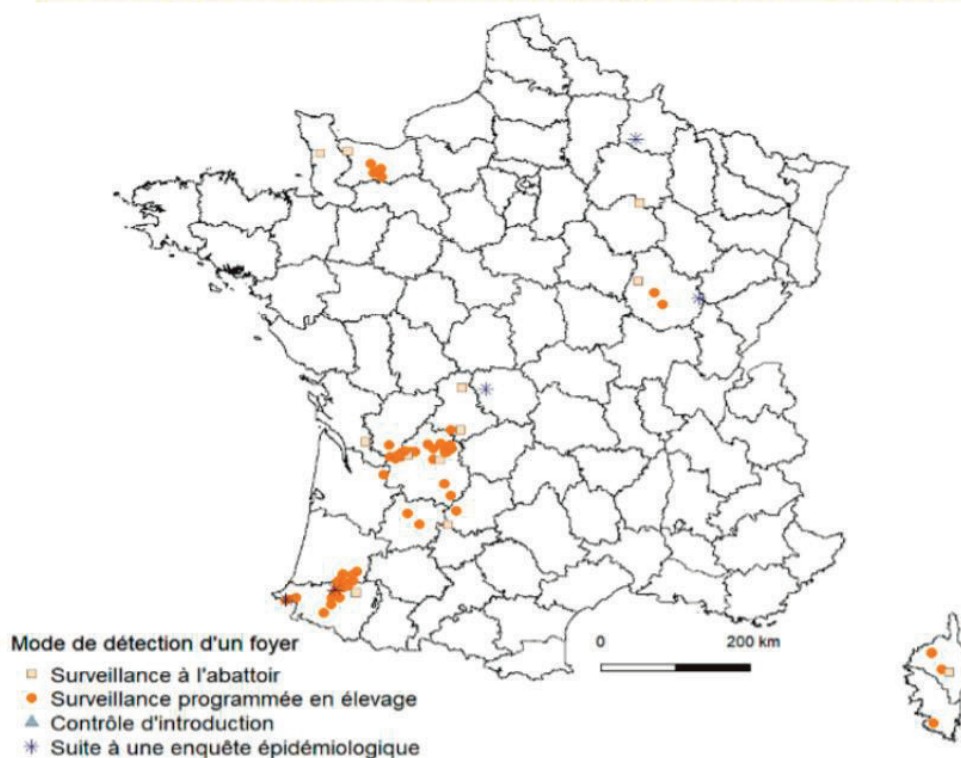 0 200 km
Mode de détection d'un foyer
Surveillance à l'abattoir
Surveillance programmée en élevage
Contrôle d'introduction
Suite à une enquête épidémiologique